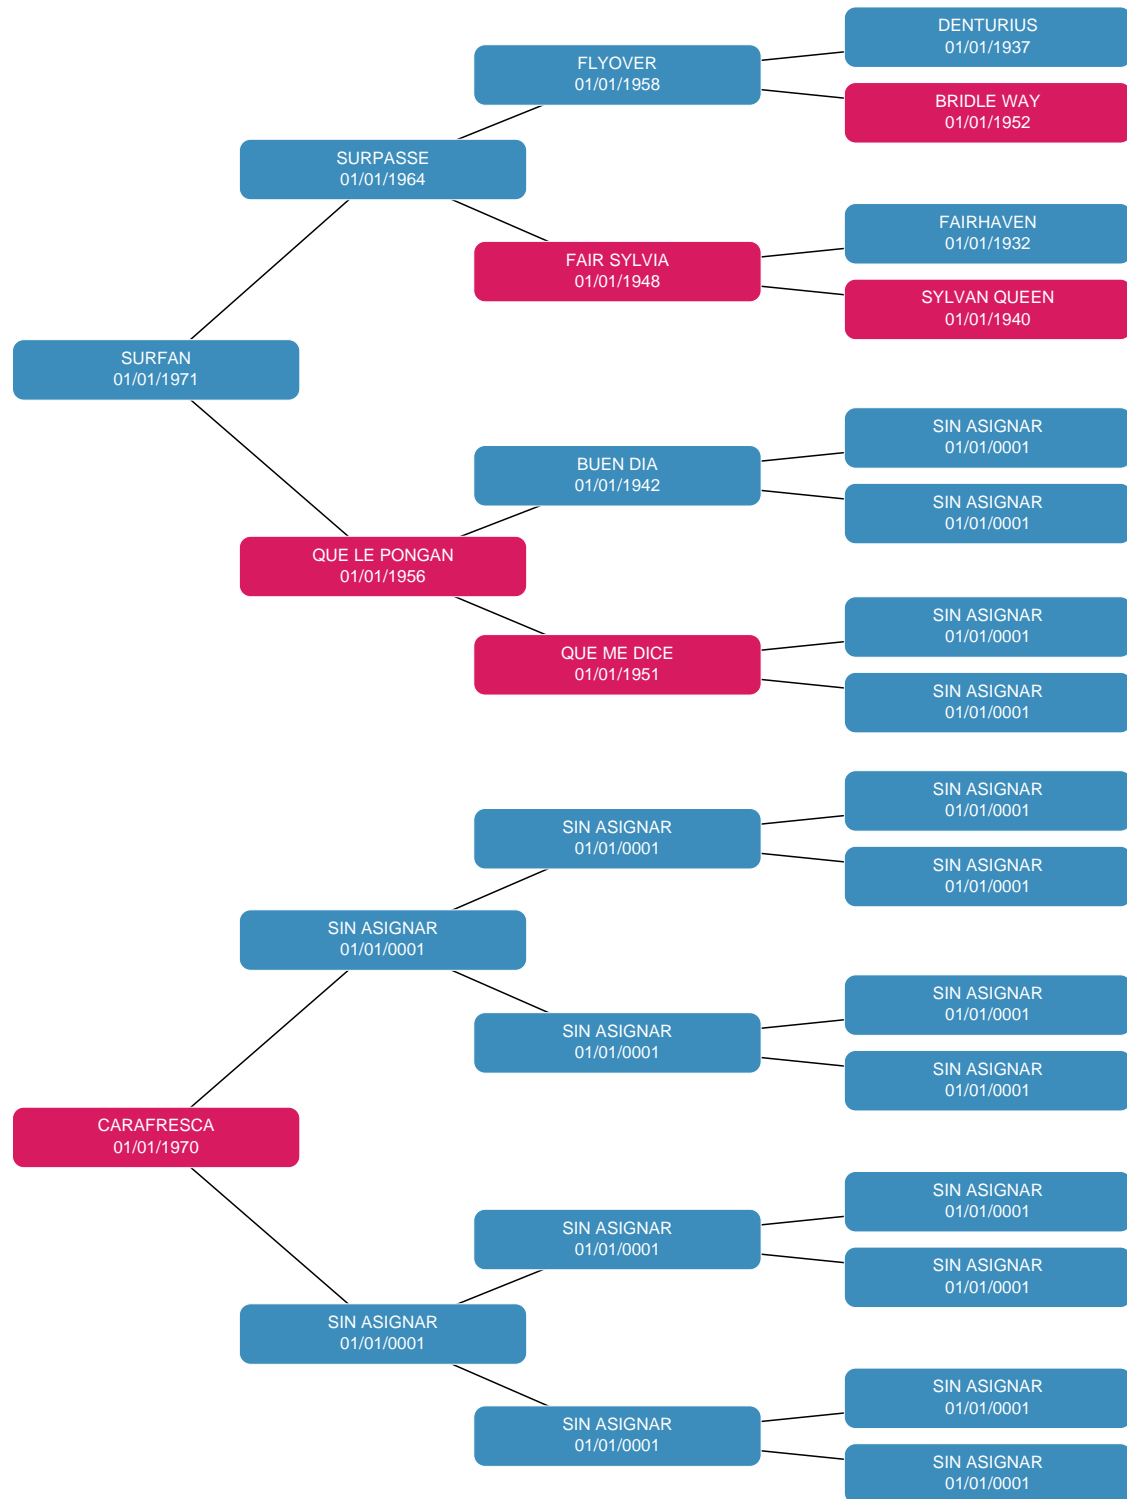 DENTURIUS
01/01/1937
FLYOVER
01/01/1958
BRIDLE WAY
01/01/1952
SURPASSE
01/01/1964
FAIRHAVEN
01/01/1932
FAIR SYLVIA
01/01/1948
SYLVAN QUEEN
01/01/1940
SURFAN
01/01/1971
SIN ASIGNAR
01/01/0001
BUEN DIA
01/01/1942
SIN ASIGNAR
01/01/0001
QUE LE PONGAN
01/01/1956
SIN ASIGNAR
01/01/0001
QUE ME DICE
01/01/1951
SIN ASIGNAR
01/01/0001
SIN ASIGNAR
01/01/0001
SIN ASIGNAR
01/01/0001
SIN ASIGNAR
01/01/0001
SIN ASIGNAR
01/01/0001
SIN ASIGNAR
01/01/0001
SIN ASIGNAR
01/01/0001
SIN ASIGNAR
01/01/0001
CARAFRESCA
01/01/1970
SIN ASIGNAR
01/01/0001
SIN ASIGNAR
01/01/0001
SIN ASIGNAR
01/01/0001
SIN ASIGNAR
01/01/0001
SIN ASIGNAR
01/01/0001
SIN ASIGNAR
01/01/0001
SIN ASIGNAR
01/01/0001